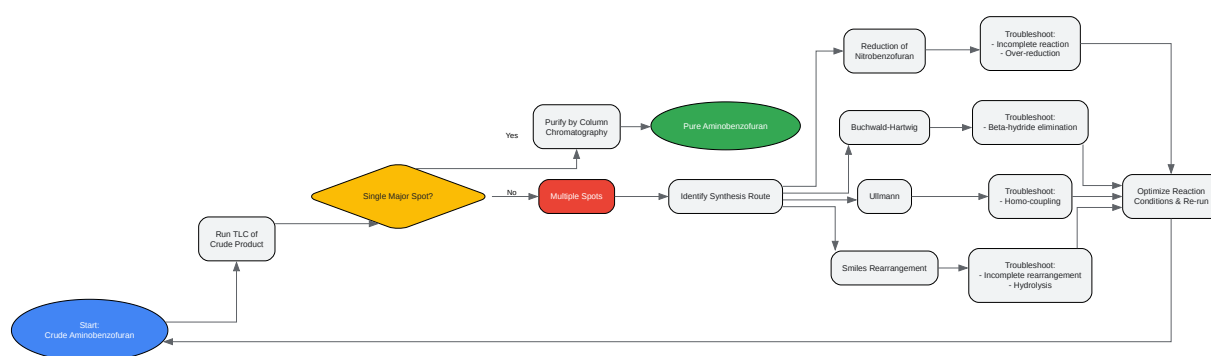 Start:
Crude Aminobenzofuran
Run TLC of
Crude Product
Single Major Spot?
Yes
Purify by Column
Chromatography
Pure Aminobenzofuran
No
Multiple Spots
Identify Synthesis Route
Reduction of
Nitrobenzofuran
Troubleshoot:
- Incomplete reaction
- Over-reduction
Buchwald-Hartwig
Troubleshoot:
- Beta-hydride elimination
Ullmann
Troubleshoot:
- Homo-coupling
Smiles Rearrangement
Troubleshoot:
- Incomplete rearrangement
- Hydrolysis
Optimize Reaction
Conditions & Re-run